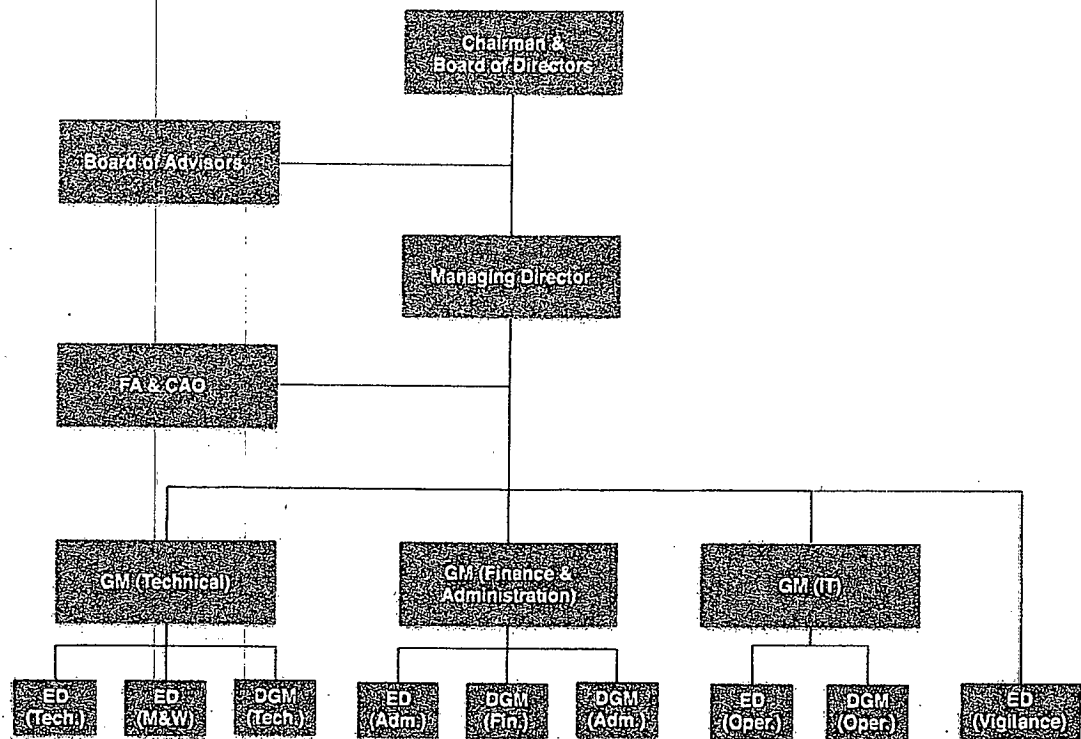 Chairman &
Board of Directors
Board of Advisors
Managing Director
FA & CAO
GM (Technical)
GM (Finance &
Administration)
GM (IT)
ED
(Tech.)
ED
(M&W)
DGM
(Tech.)
ED
(Adm.)
DGM
(Fin.)
DGM
(Adm.)
ED
(Oper.)
DGM
(Oper.)
ED
(Vigilance)